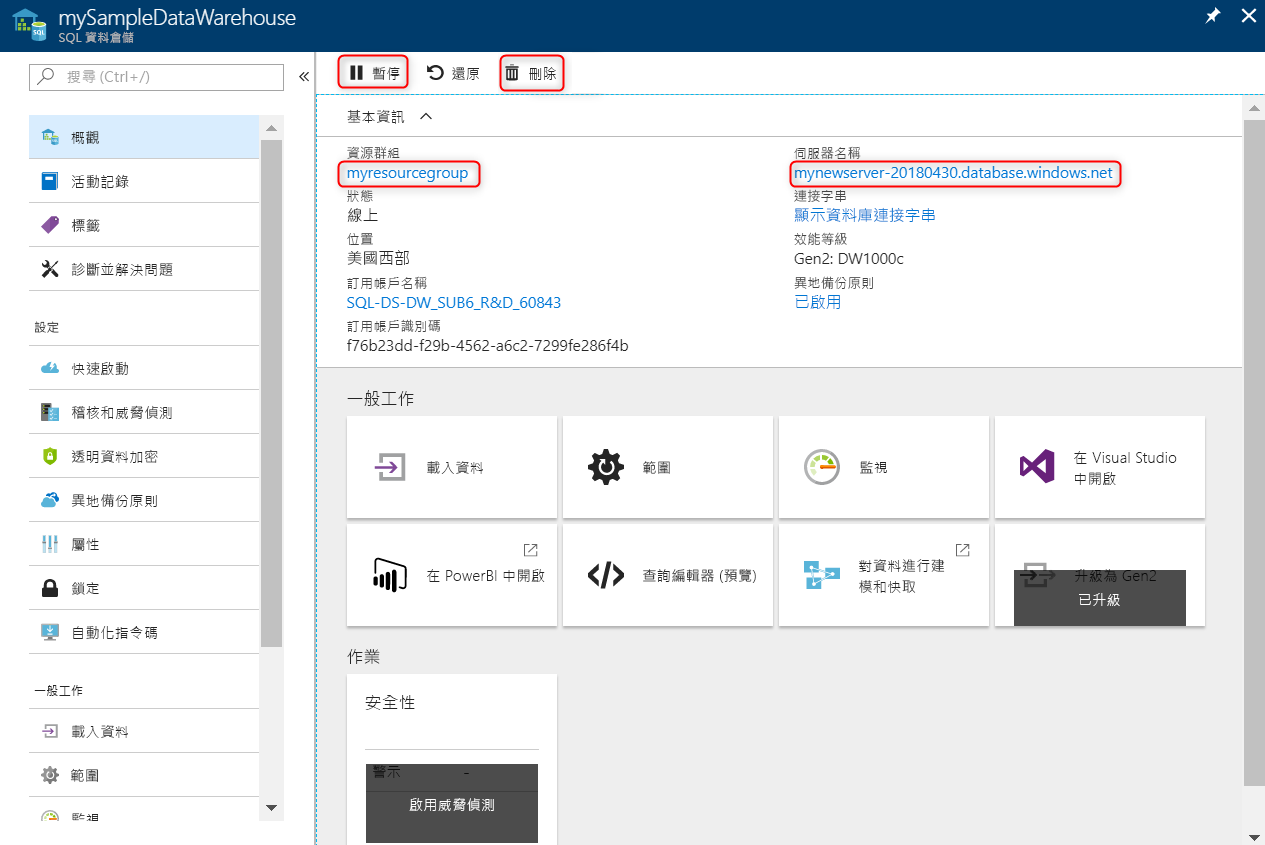 mySampleDataWarehouse
SQL 資料倉儲
搜尋 (Ctrl+/)
«
概觀
活動記錄
標籤
診斷並解決問題
設定
快速啟動
稽核和威脅偵測
透明資料加密
異地備份原則
屬性
鎖定
自動化指令碼
一般工作
載入資料
範圍
監視
暫停
還原
刪除
基本資訊
資源群組
myresourcegroup
狀態
線上
位置
美國西部
訂用帳戶名稱
SQL-DS-DW_SUB6_R&D_60843
訂用帳戶識別碼
f76b23dd-f29b-4562-a6c2-7299fe286f4b
伺服器名稱
mynewserver-20180430.database.windows.net
連接字串
顯示資料庫連接字串
效能等級
Gen2: DW1000c
異地備份原則
已啟用
一般工作
載入資料
範圍
監視
在 Visual Studio
中開啟
在 PowerBI 中開啟
查詢編輯器 (預覽)
對資料進行建
模和快取
升級為 Gen2
已升級
作業
安全性
警示 -
啟用威脅偵測